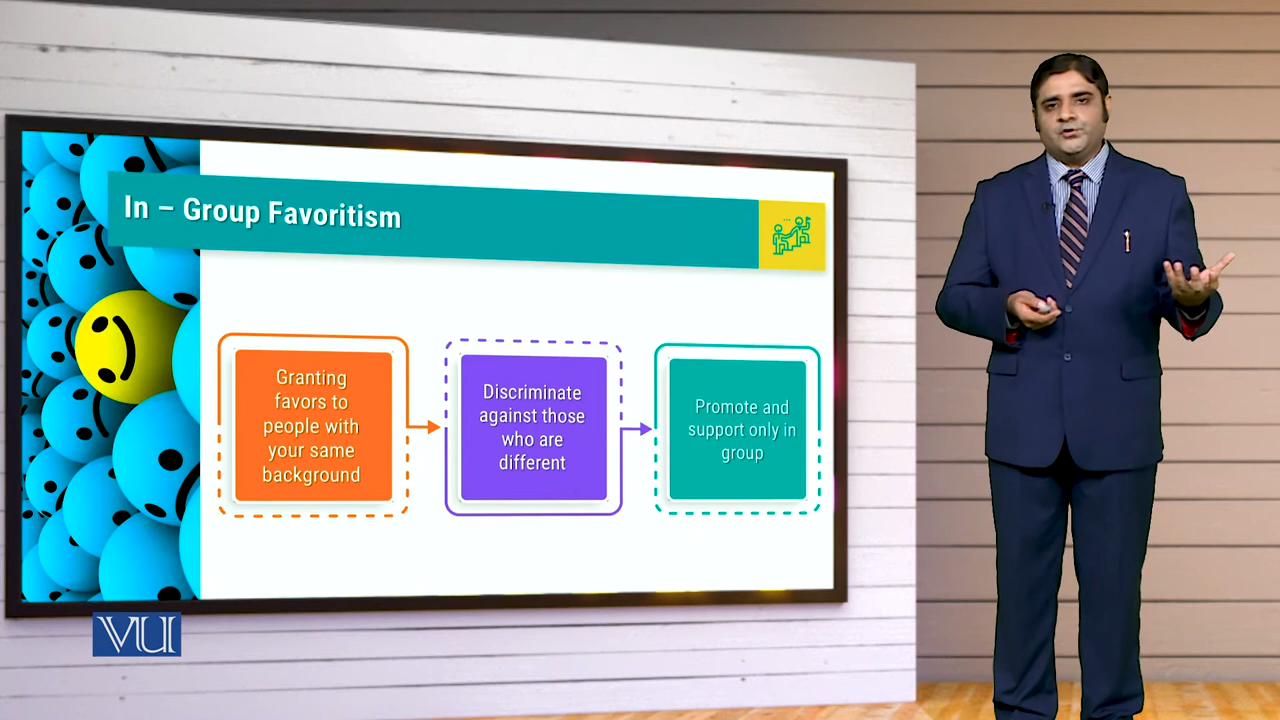 In – Group Favoritism
Granting
favors to
people with
your same
background
Discriminate
against those
who are
different
Promote and
support only in
group
VU